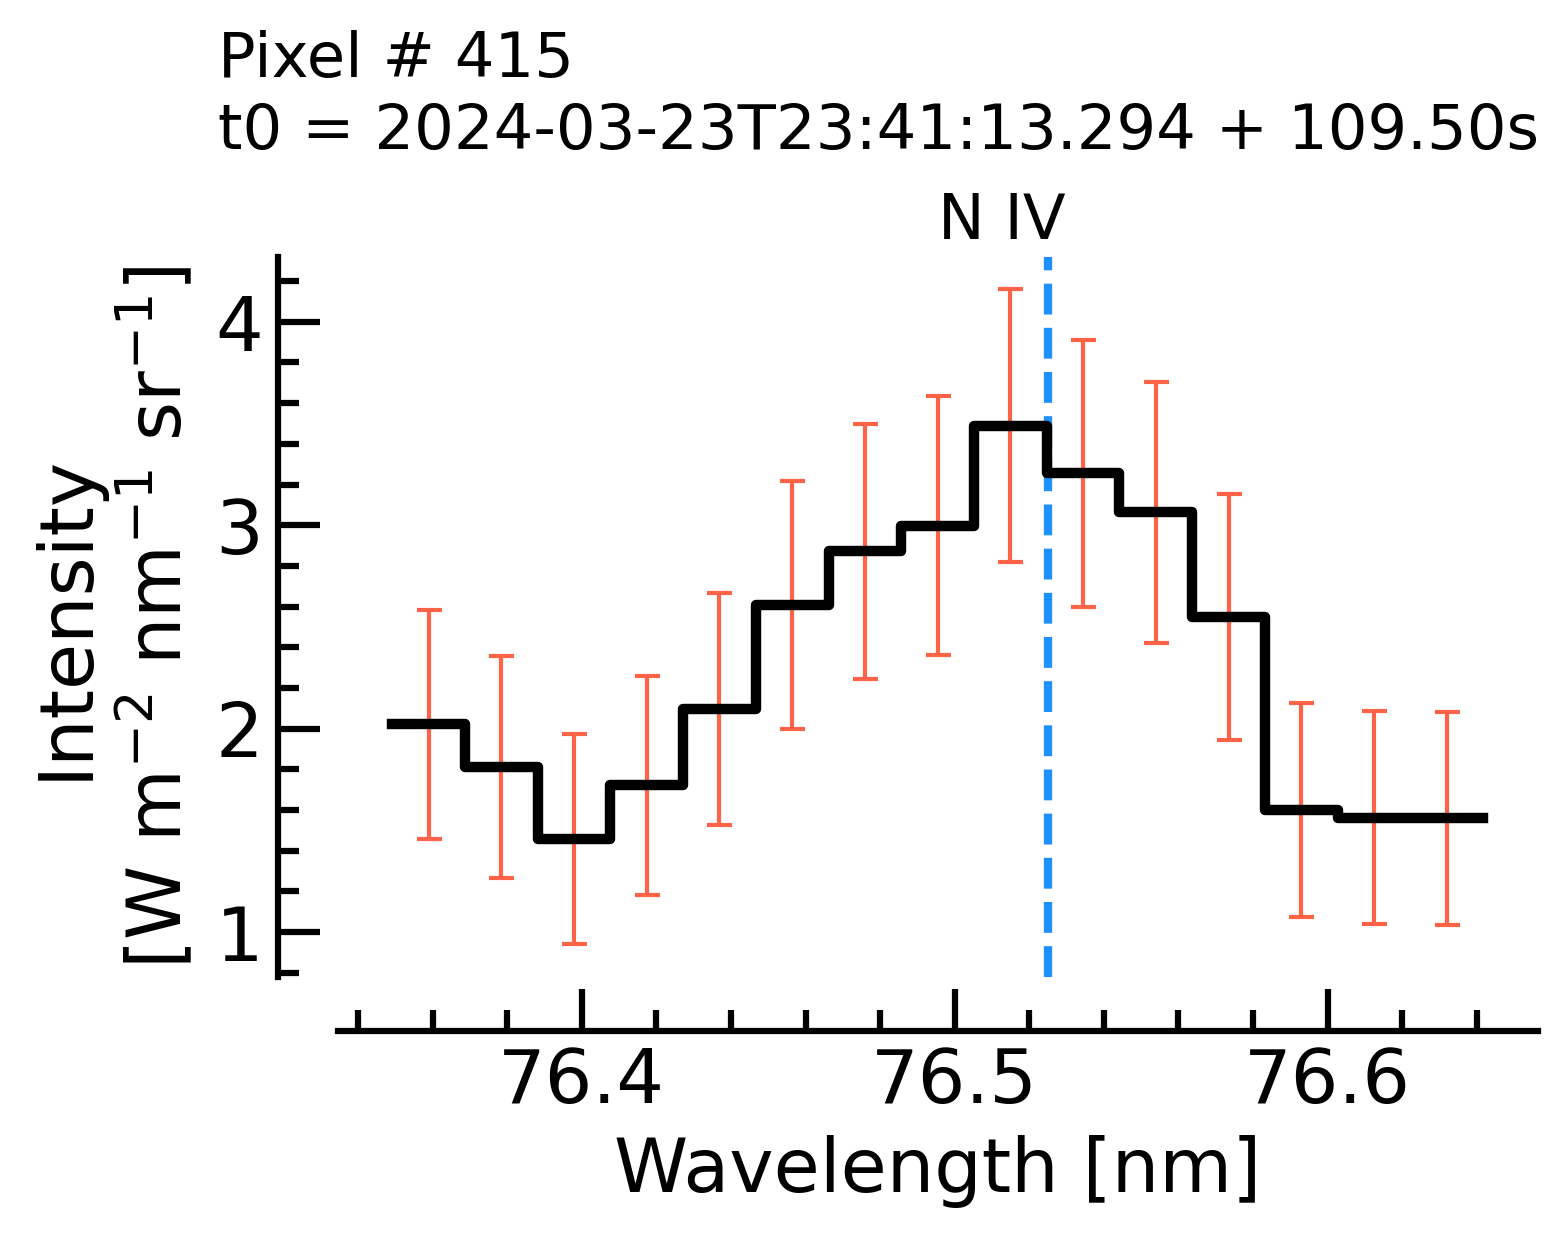 Pixel # 415
t0 = 2024-03-23T23:41:13.294 + 109.50s
N IV
Intensity
[W m⁻² nm⁻¹ sr⁻¹]
4
3
2
1
76.4 76.5 76.6
Wavelength [nm]